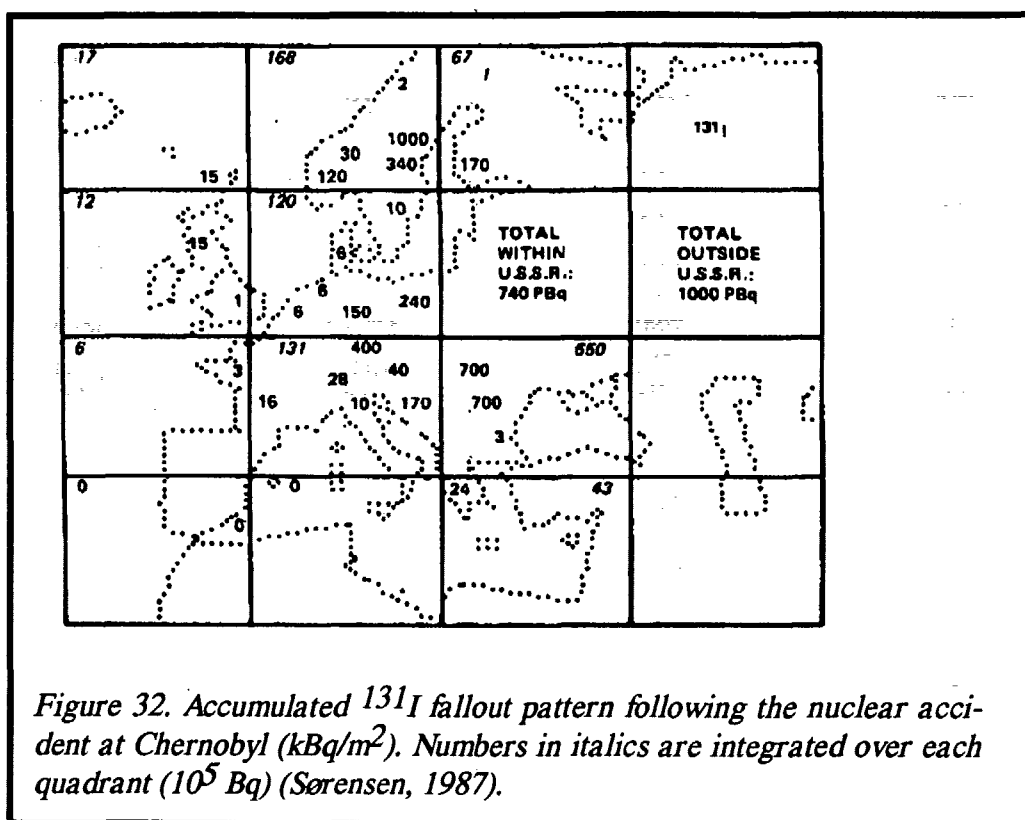 17 168 67 1
2
1000
131 I
30 340 170
15 120
12 120 10
15 TOTAL TOTAL
WITHIN OUTSIDE
6 U.S.S.R.: U.S.S.R.:
740 PBq 1000 PBq
1 6 240
6 150
6 131 400 650
3 28 40 700
16 10 170 700
3
0 0 24 43
0
Figure 32. Accumulated 131I fallout pattern following the nuclear acci-
dent at Chernobyl (kBq/m2). Numbers in italics are integrated over each
quadrant (105 Bq) (Sørensen, 1987).